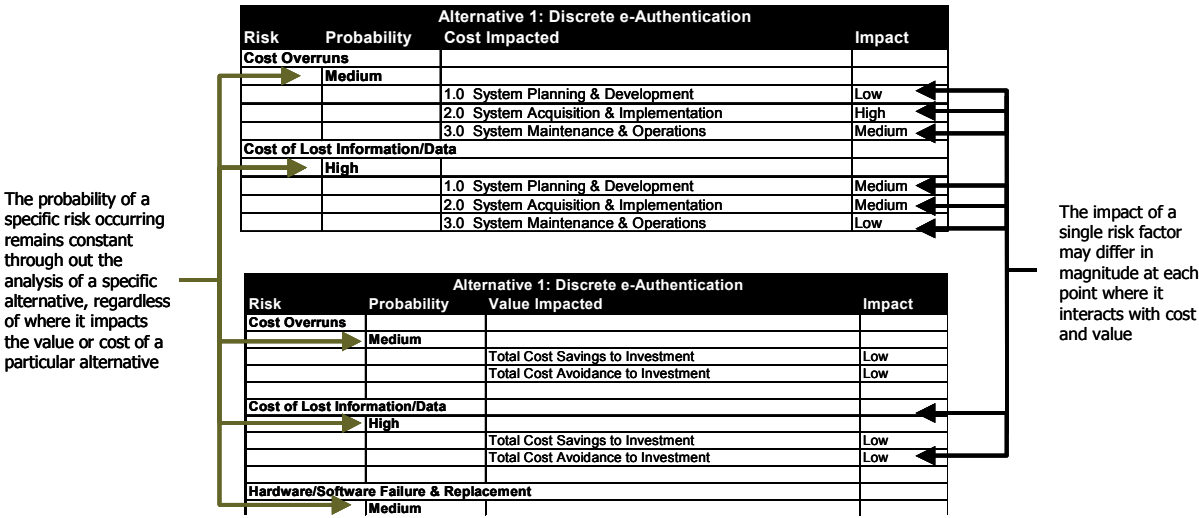 Alternative 1: Discrete e-Authentication
Risk Probability Cost Impacted Impact
Cost Overruns
Medium
1.0 System Planning & Development Low
2.0 System Acquisition & Implementation High
3.0 System Maintenance & Operations Medium
Cost of Lost Information/Data
High
1.0 System Planning & Development Medium
2.0 System Acquisition & Implementation Medium
3.0 System Maintenance & Operations Low
The probability of a
specific risk occurring
remains constant
through out the
analysis of a specific
alternative, regardless
of where it impacts
the value or cost of a
particular alternative
The impact of a
single risk factor
may differ in
magnitude at each
point where it
interacts with cost
and value
Alternative 1: Discrete e-Authentication
Risk Probability Value Impacted Impact
Cost Overruns
Medium
Total Cost Savings to Investment Low
Total Cost Avoidance to Investment Low
Cost of Lost Information/Data
High
Total Cost Savings to Investment Low
Total Cost Avoidance to Investment Low
Hardware/Software Failure & Replacement
Medium